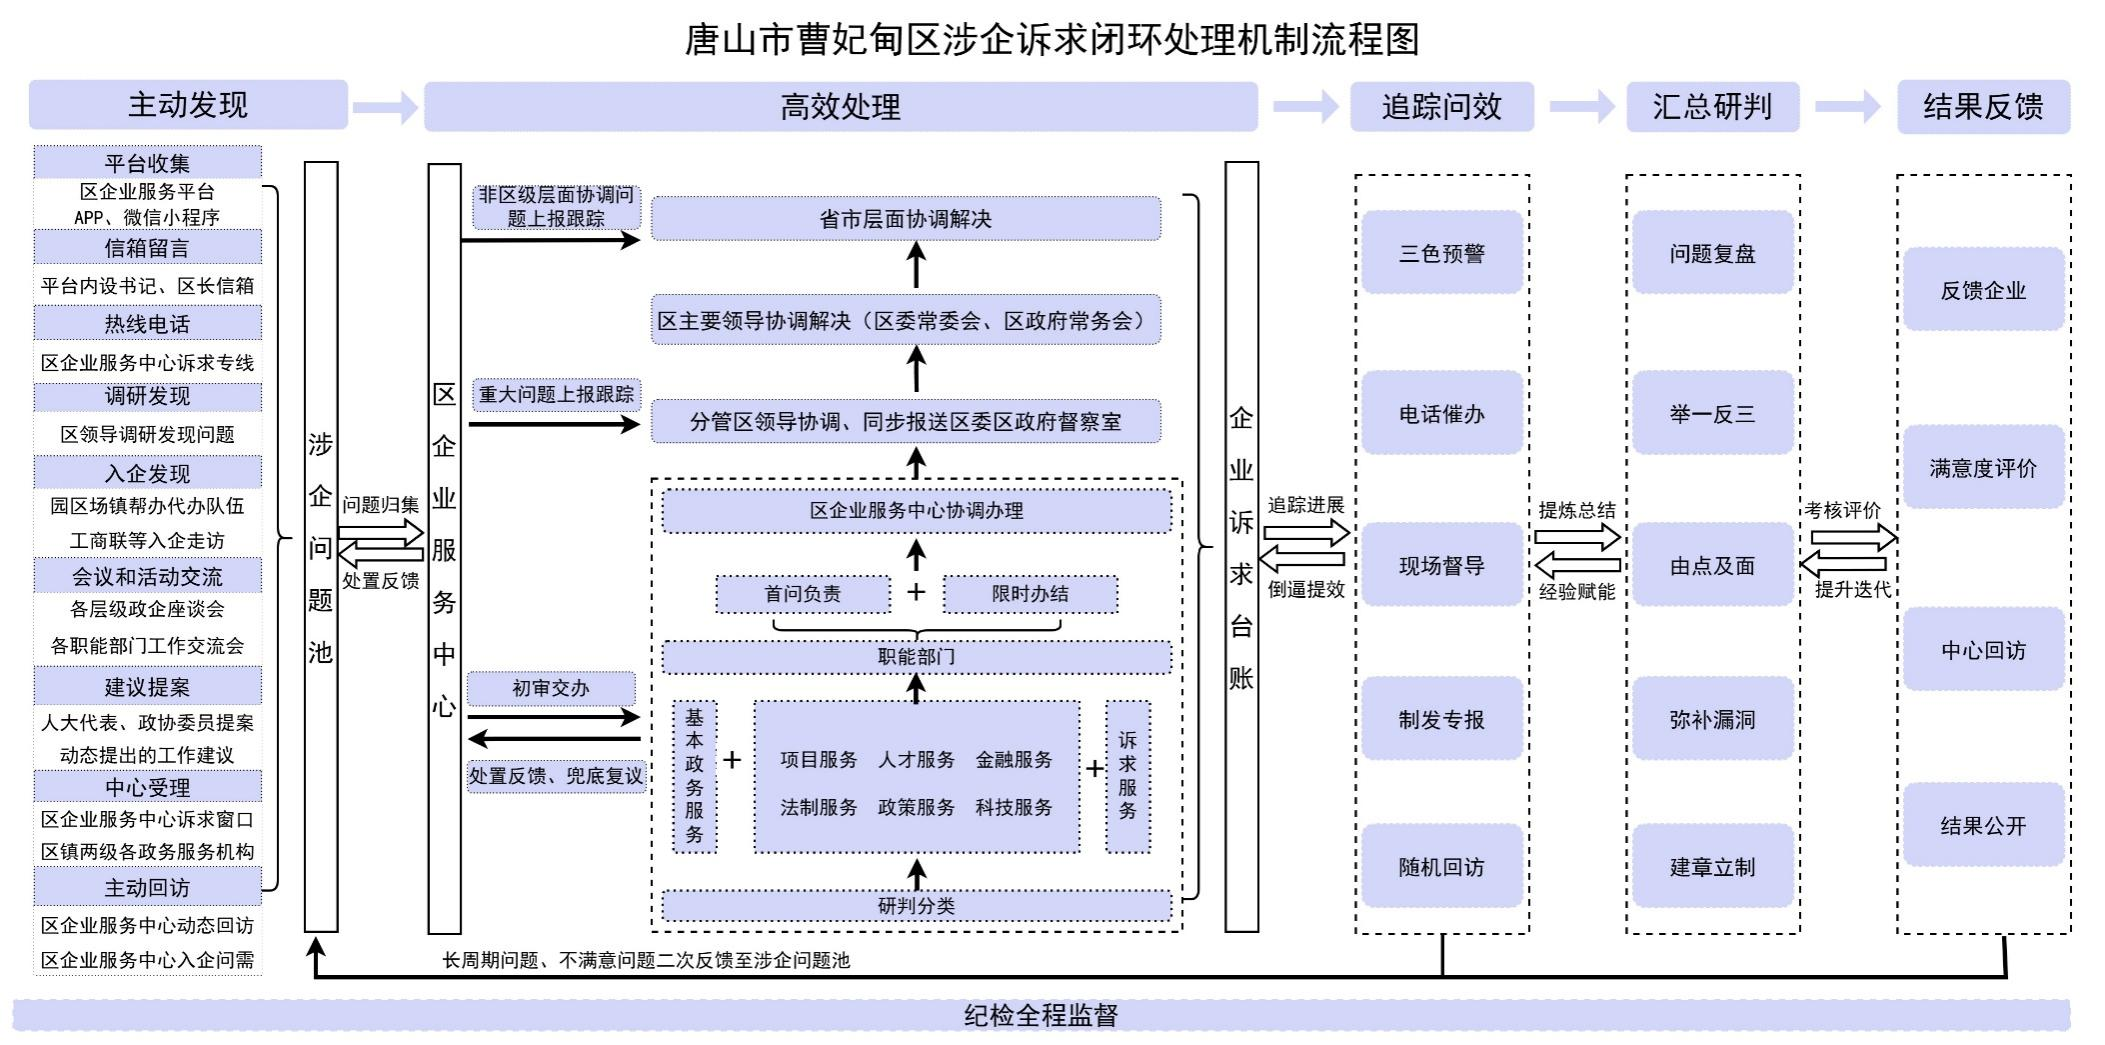 唐山市曹妃甸区涉企诉求闭环处理机制流程图
主动发现
高效处理
追踪问效
汇总研判
结果反馈
平台收集
区企业服务平台
APP、微信小程序
信箱留言
平台内设书记、区长信箱
热线电话
区企业服务中心诉求专线
调研发现
区领导调研发现问题
入企发现
园区场镇帮办代办队伍
工商联等入企走访
会议和活动交流
各层级政企座谈会
各职能部门工作交流会
建议提案
人大代表、政协委员提案
动态提出的工作建议
中心受理
区企业服务中心诉求窗口
区镇两级各政务服务机构
主动回访
区企业服务中心动态回访
区企业服务中心入企问需
涉企问题池
问题归集
处置反馈
区企业服务中心
非区级层面协调问
题上报跟踪
重大问题上报跟踪
初审交办
处置反馈、兜底复议
省市层面协调解决
区主要领导协调解决（区委常委会、区政府常务会）
分管区领导协调、同步报送区委区政府督察室
区企业服务中心协调办理
首问负责
+
限时办结
职能部门
基本政务服务
+
项目服务 人才服务 金融服务
法制服务 政策服务 科技服务
+
诉求服务
研判分类
企业诉求台账
追踪进展
倒逼提效
三色预警
电话催办
现场督导
制发专报
随机回访
提炼总结
经验赋能
问题复盘
举一反三
由点及面
弥补漏洞
建章立制
考核评价
提升迭代
反馈企业
满意度评价
中心回访
结果公开
长周期问题、不满意问题二次反馈至涉企问题池
纪检全程监督